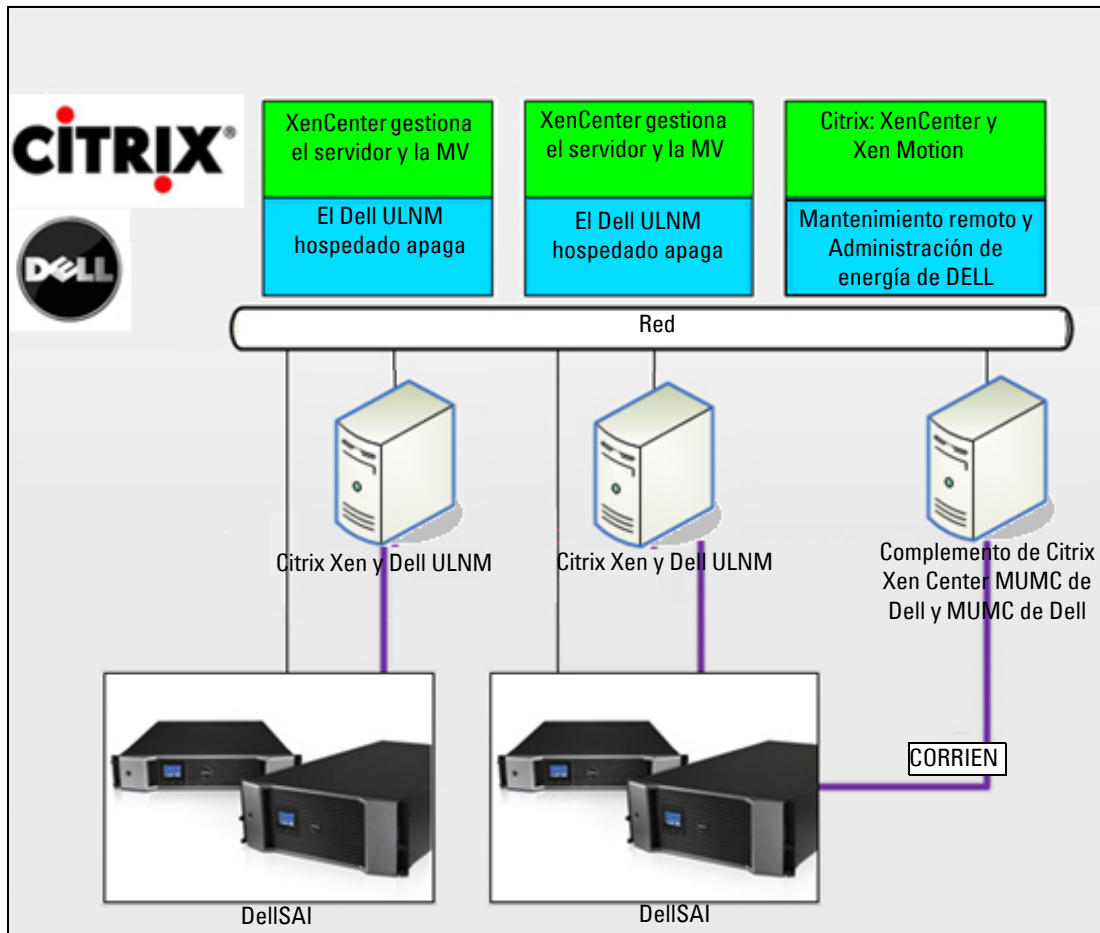 CITRIX®
DELL
XenCenter gestiona
el servidor y la MV
El Dell ULNM
hospedado apaga
XenCenter gestiona
el servidor y la MV
El Dell ULNM
hospedado apaga
Citrix: XenCenter y
Xen Motion
Mantenimiento remoto y
Administración de
energía de DELL
Red
Citrix Xen y Dell ULNM
Citrix Xen y Dell ULNM
Complemento de Citrix
Xen Center MUMC de
Dell y MUMC de Dell
CORRIEN
DellSAI
DellSAI